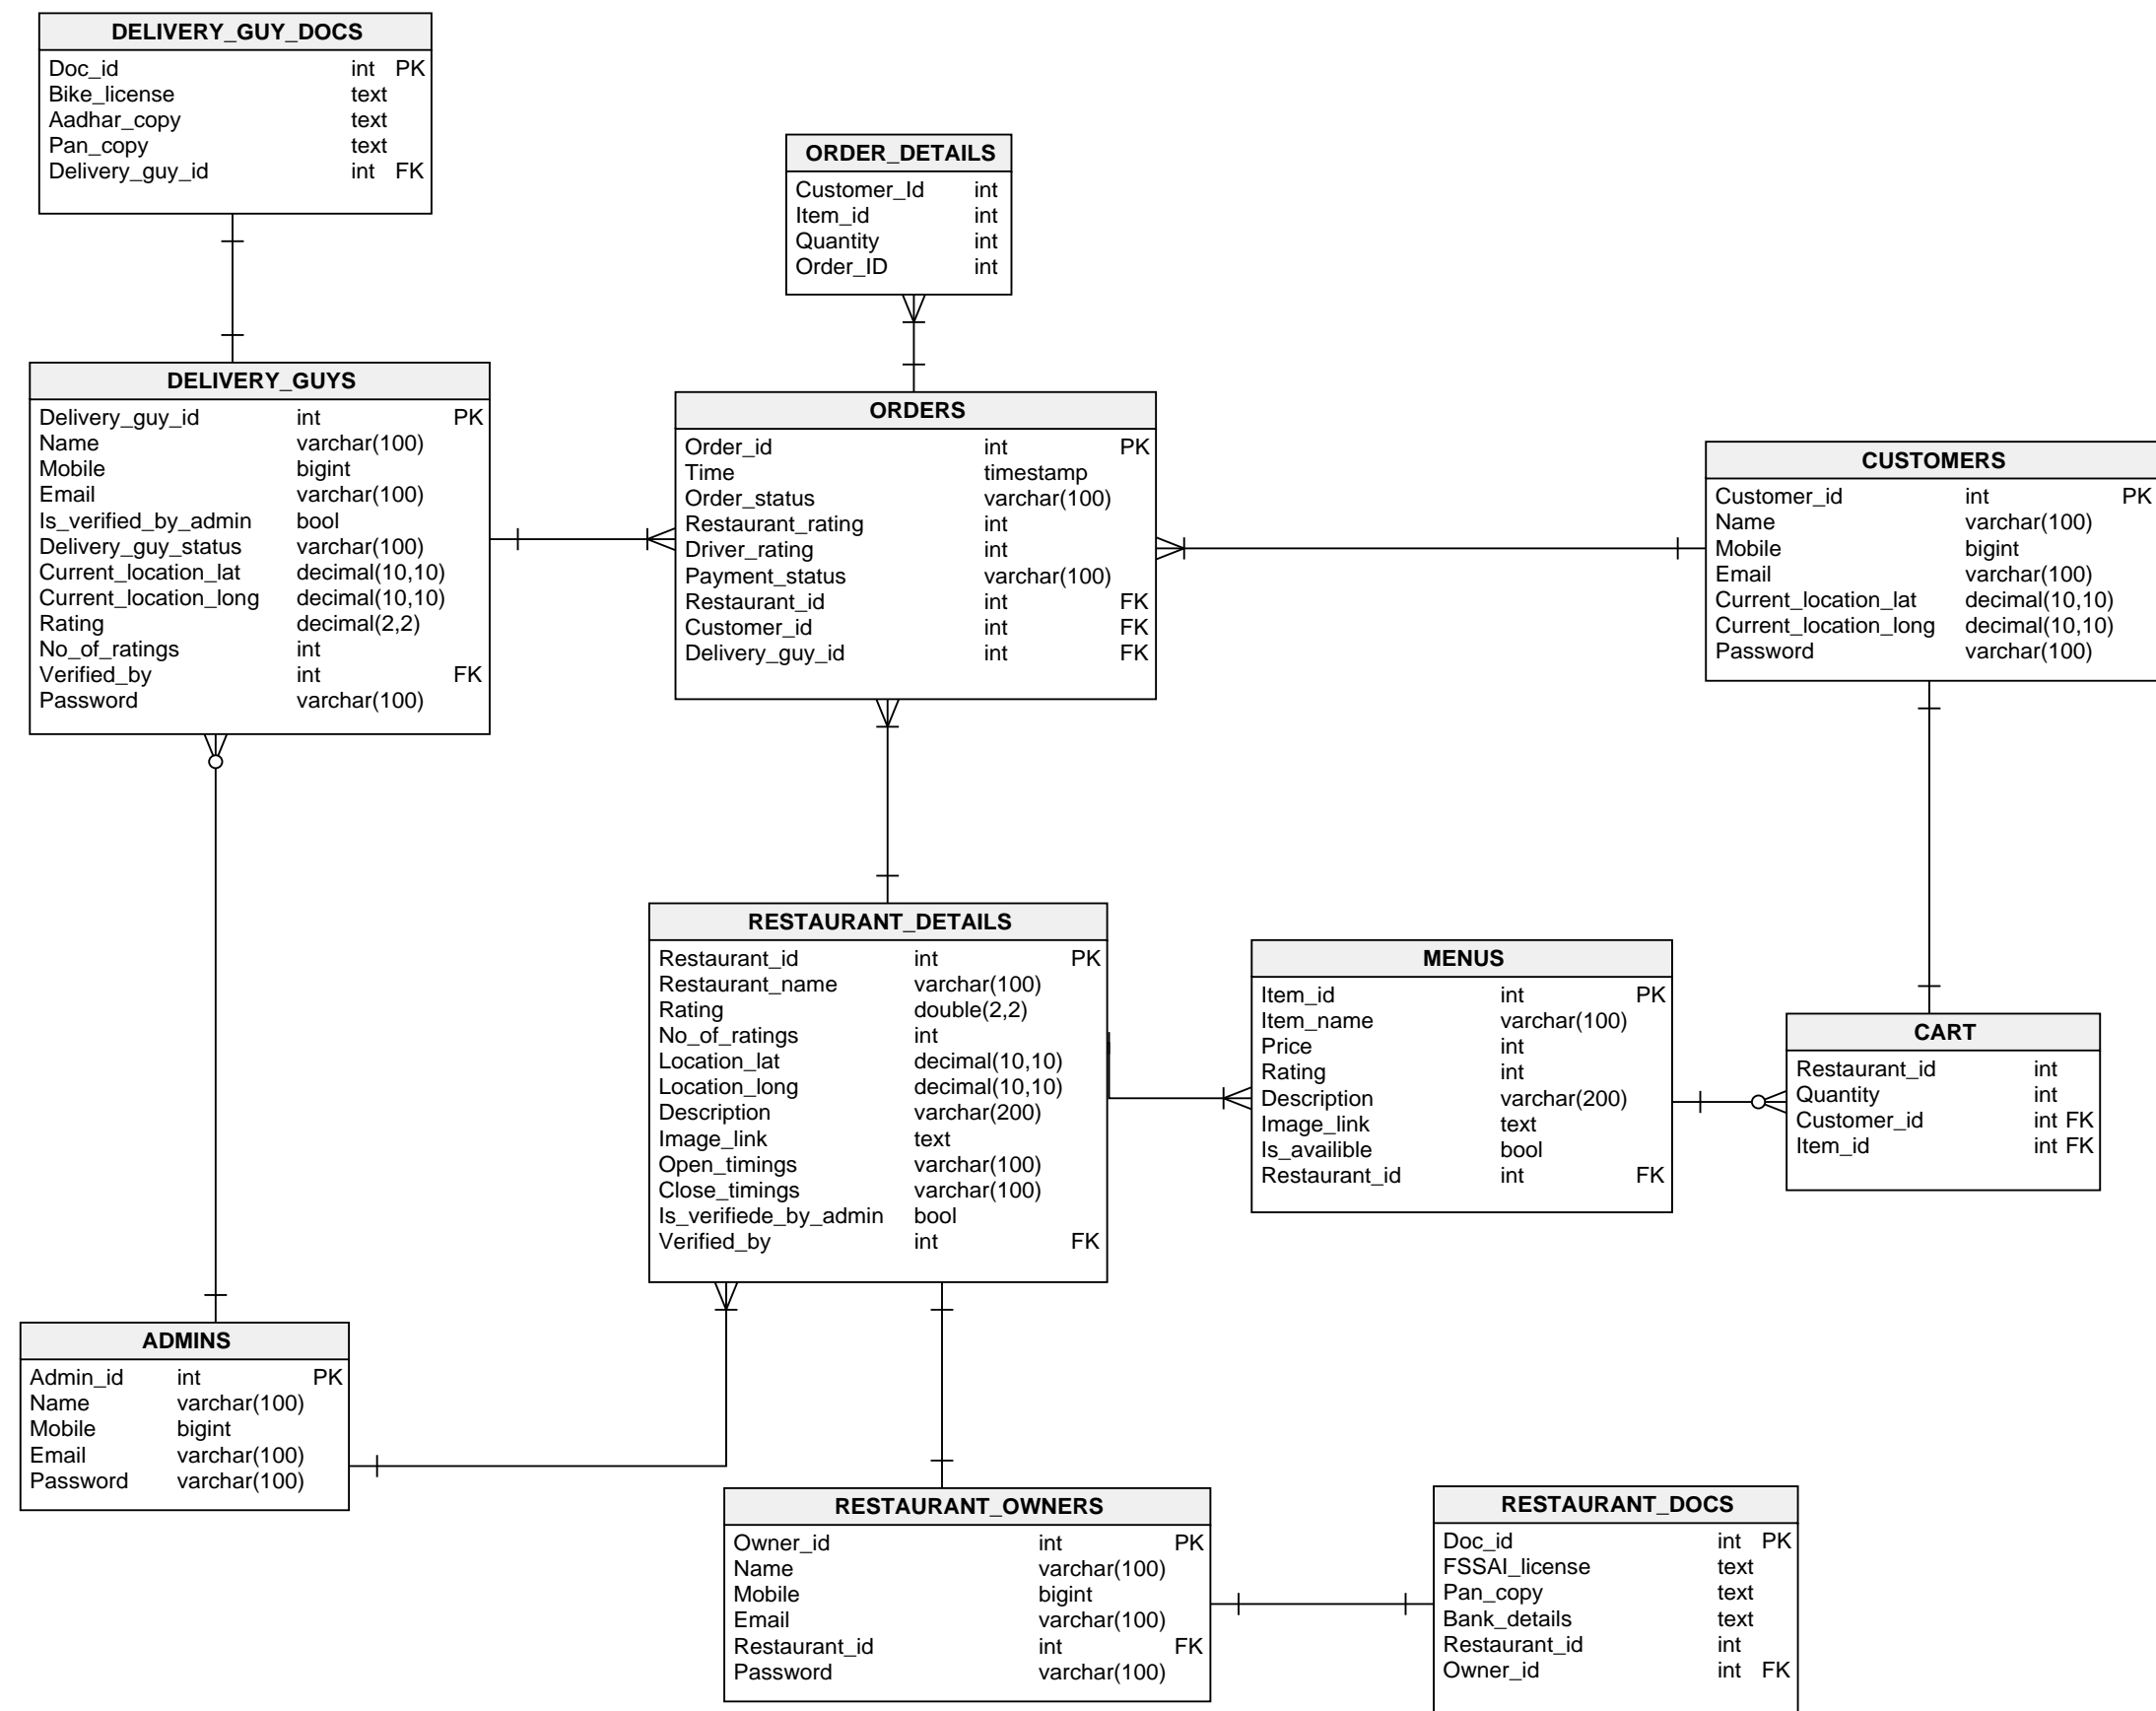 DELIVERY_GUY_DOCS
Doc_id int PK
Bike_license text
Aadhar_copy text
Pan_copy text
Delivery_guy_id int FK
ORDER_DETAILS
Customer_Id int
Item_id int
Quantity int
Order_ID int
DELIVERY_GUYS
Delivery_guy_id int PK
Name varchar(100)
Mobile bigint
Email varchar(100)
Is_verified_by_admin bool
Delivery_guy_status varchar(100)
Current_location_lat decimal(10,10)
Current_location_long decimal(10,10)
Rating decimal(2,2)
No_of_ratings int
Verified_by int FK
Password varchar(100)
ORDERS
Order_id int PK
Time timestamp
Order_status varchar(100)
Restaurant_rating int
Driver_rating int
Payment_status varchar(100)
Restaurant_id int FK
Customer_id int FK
Delivery_guy_id int FK
CUSTOMERS
Customer_id int PK
Name varchar(100)
Mobile bigint
Email varchar(100)
Current_location_lat decimal(10,10)
Current_location_long decimal(10,10)
Password varchar(100)
RESTAURANT_DETAILS
Restaurant_id int PK
Restaurant_name varchar(100)
Rating double(2,2)
No_of_ratings int
Location_lat decimal(10,10)
Location_long decimal(10,10)
Description varchar(200)
Image_link text
Open_timings varchar(100)
Close_timings varchar(100)
Is_verifiede_by_admin bool
Verified_by int FK
MENUS
Item_id int PK
Item_name varchar(100)
Price int
Rating int
Description varchar(200)
Image_link text
Is_availible bool
Restaurant_id int FK
CART
Restaurant_id int
Quantity int
Customer_id int FK
Item_id int FK
ADMINS
Admin_id int PK
Name varchar(100)
Mobile bigint
Email varchar(100)
Password varchar(100)
RESTAURANT_OWNERS
Owner_id int PK
Name varchar(100)
Mobile bigint
Email varchar(100)
Restaurant_id int FK
Password varchar(100)
RESTAURANT_DOCS
Doc_id int PK
FSSAI_license text
Pan_copy text
Bank_details text
Restaurant_id int
Owner_id int FK